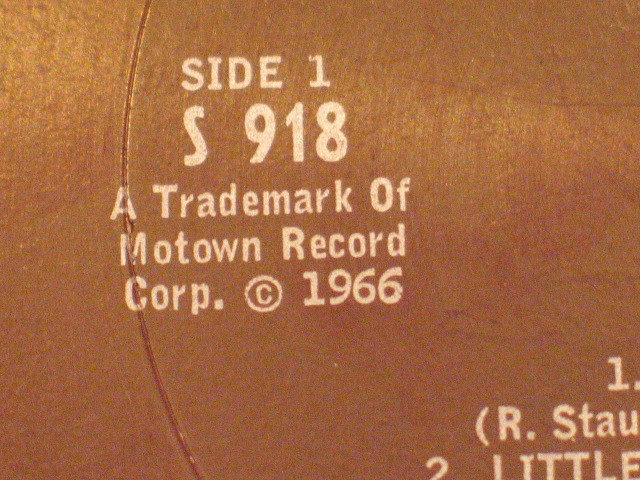 SIDE 1
S 918
A Trademark Of
Motown Record
Corp. © 1966
1.
(R. Stau
2. LITTLE